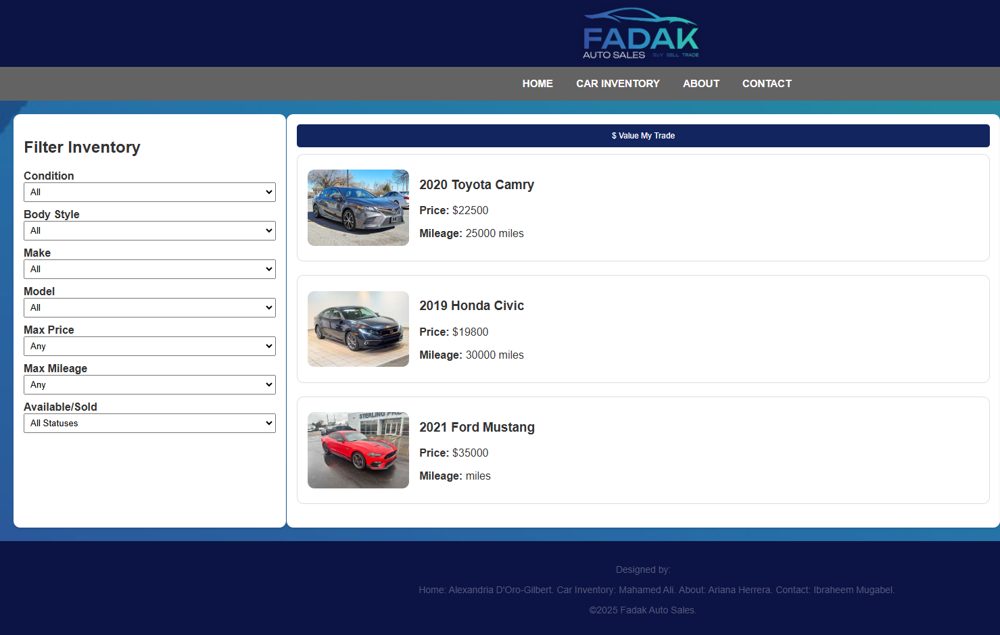 FADAK
AUTO SALES BUY SELL TRADE
HOME CAR INVENTORY ABOUT CONTACT
Filter Inventory
Condition
All
Body Style
All
Make
All
Model
All
Max Price
Any
Max Mileage
Any
Available/Sold
All Statuses
$ Value My Trade
2020 Toyota Camry
Price: $22500
Mileage: 25000 miles
2019 Honda Civic
Price: $19800
Mileage: 30000 miles
STERLING
2021 Ford Mustang
Price: $35000
Mileage: miles
Designed by:
Home: Alexandria D'Oro-Gilbert. Car Inventory: Mahamed Ali. About: Ariana Herrera. Contact: Ibraheem Mugabel.
©2025 Fadak Auto Sales.